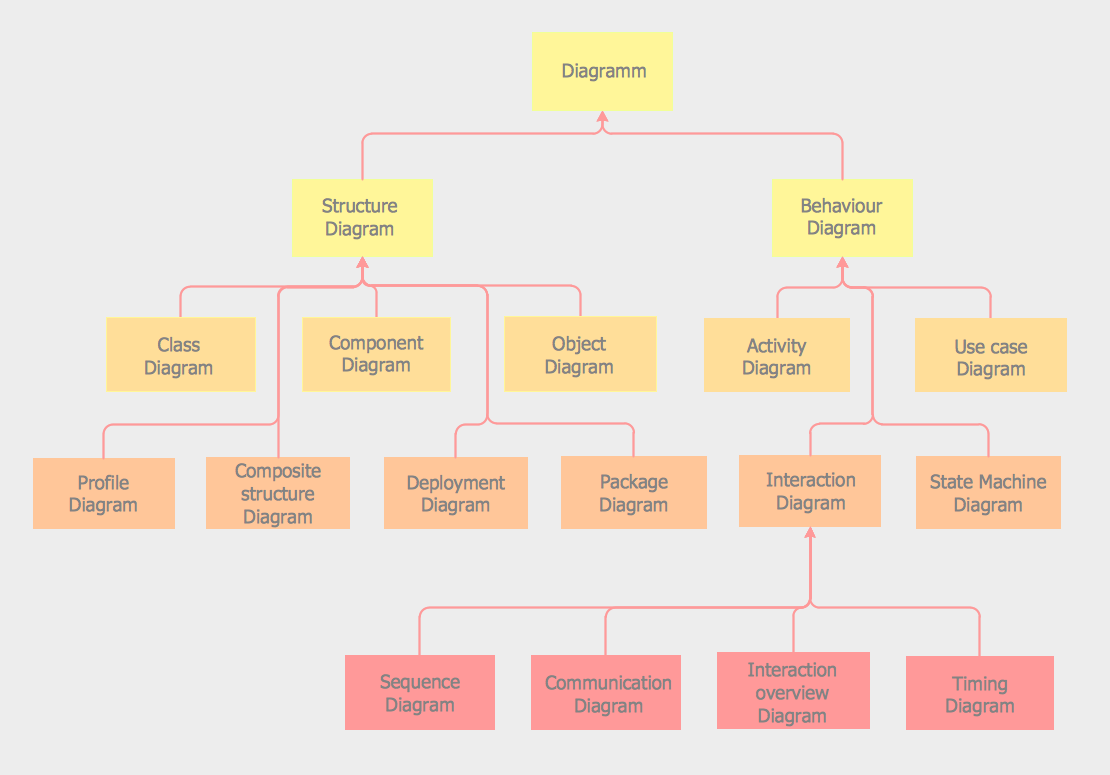 Diagramm
Structure
Diagram
Behaviour
Diagram
Class
Diagram
Component
Diagram
Object
Diagram
Activity
Diagram
Use case
Diagram
Profile
Diagram
Composite
structure
Diagram
Deployment
Diagram
Package
Diagram
Interaction
Diagram
State Machine
Diagram
Sequence
Diagram
Communication
Diagram
Interaction
overview
Diagram
Timing
Diagram